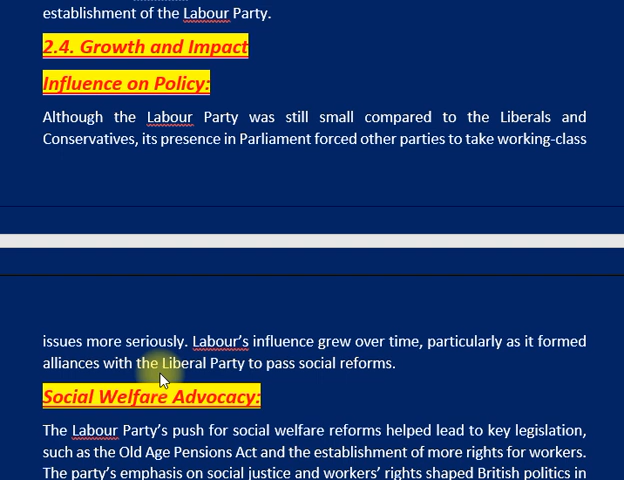 establishment of the Labour Party.
2.4. Growth and Impact
Influence on Policy:
Although the Labour Party was still small compared to the Liberals and
Conservatives, its presence in Parliament forced other parties to take working-class
issues more seriously. Labour’s influence grew over time, particularly as it formed
alliances with the Liberal Party to pass social reforms.
Social Welfare Advocacy:
The Labour Party’s push for social welfare reforms helped lead to key legislation,
such as the Old Age Pensions Act and the establishment of more rights for workers.
The party’s emphasis on social justice and workers’ rights shaped British politics in